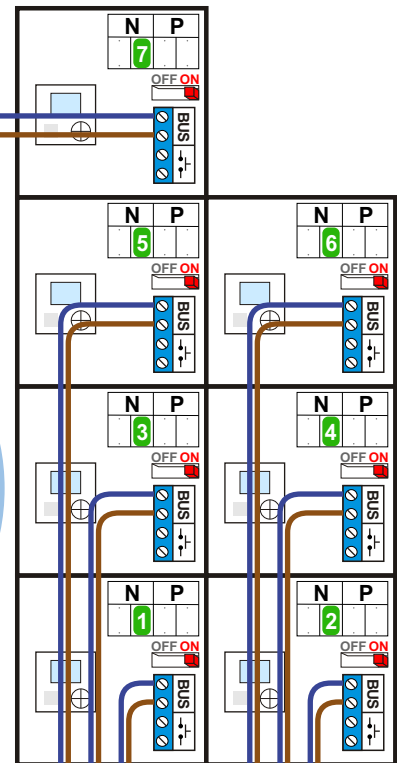 N P
7
OFF ON
BUS
N P
5
OFF ON
BUS
N P
6
OFF ON
BUS
N P
3
OFF ON
BUS
N P
4
OFF ON
BUS
N P
1
OFF ON
BUS
N P
2
OFF ON
BUS